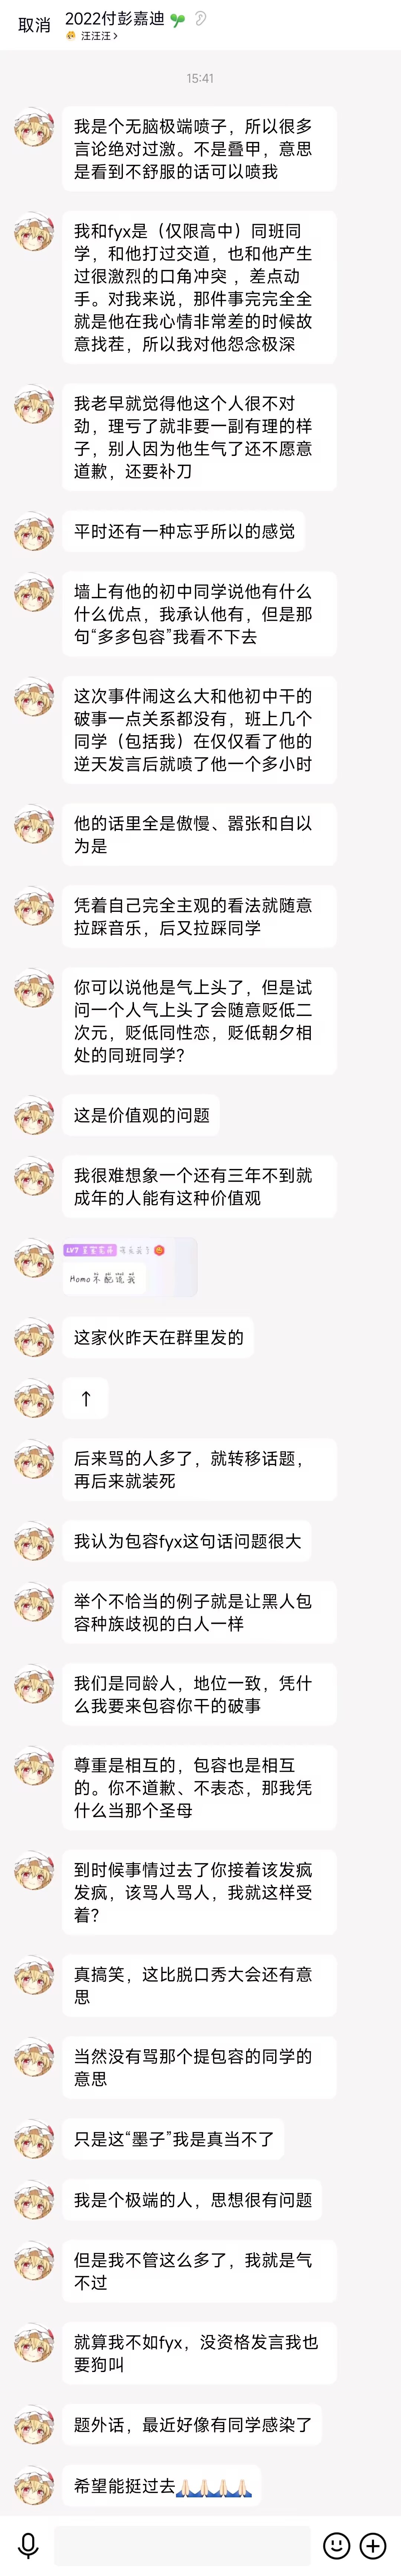 取消
2022付彭嘉迪
汪汪汪
15:41
我是个无脑极端喷子，所以很多
言论绝对过激。不是叠甲，意思
是看到不舒服的话可以喷我
我和fyx是（仅限高中）同班同
学，和他打过交道，也和他产生
过很激烈的口角冲突 ，差点动
手。对我来说，那件事完完全全
就是他在我心情非常差的时候故
意找茬，所以我对他怨念极深
我老早就觉得他这个人很不对
劲，理亏了就非要一副有理的样
子，别人因为他生气了还不愿意
道歉，还要补刀
平时还有一种忘乎所以的感觉
墙上有他的初中同学说他有什么
什么优点，我承认他有，但是那
句“多多包容”我看不下去
这次事件闹这么大和他初中干的
破事一点关系都没有，班上几个
同学（包括我）在仅仅看了他的
逆天发言后就喷了他一个多小时
他的话里全是傲慢、嚣张和自以
为是
凭着自己完全主观的看法就随意
拉踩音乐，后又拉踩同学
你可以说他是气上头了，但是试
问一个人气上头了会随意贬低二
次元，贬低同性恋，贬低朝夕相
处的同班同学？
这是价值观的问题
我很难想象一个还有三年不到就
成年的人能有这种价值观
LV7
Homo不配说我
这家伙昨天在群里发的
↑
后来骂的人多了，就转移话题，
再后来就装死
我认为包容fyx这句话问题很大
举个不恰当的例子就是让黑人包
容种族歧视的白人一样
我们是同龄人，地位一致，凭什
么我要来包容你干的破事
尊重是相互的，包容也是相互
的。你不道歉、不表态，那我凭
什么当那个圣母
到时候事情过去了你接着该发疯
发疯，该骂人骂人，我就这样受
着？
真搞笑，这比脱口秀大会还有意
思
当然没有骂那个提包容的同学的
意思
只是这“墨子”我是真当不了
我是个极端的人，思想很有问题
但是我不管这么多了，我就是气
不过
就算我不如fyx，没资格发言我也
要狗叫
题外话，最近好像有同学感染了
希望能挺过去🙏🙏🙏🙏